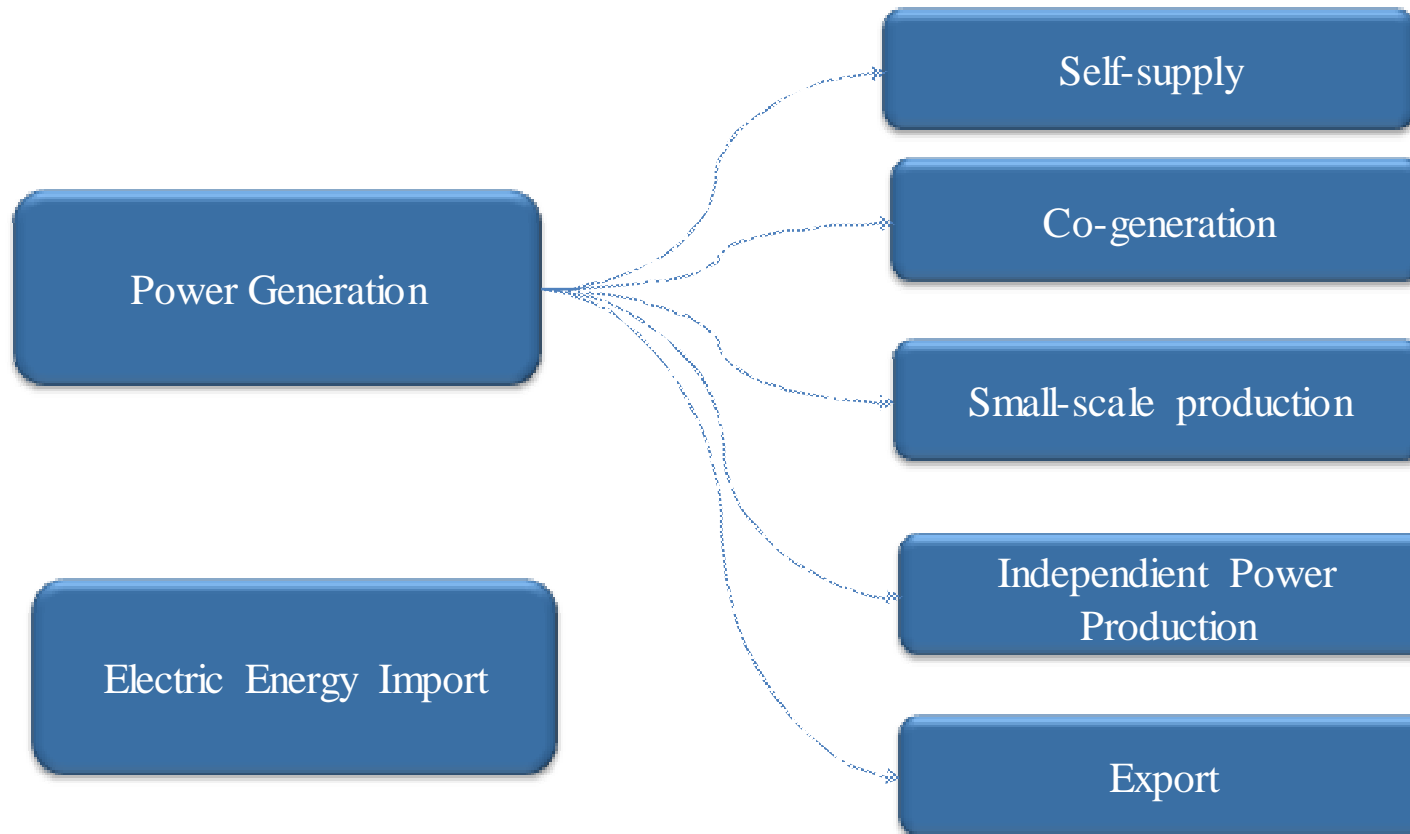 Self-supply
Co-generation
Power Generation
Small-scale production
Independient Power
Production
Electric Energy Import
Export